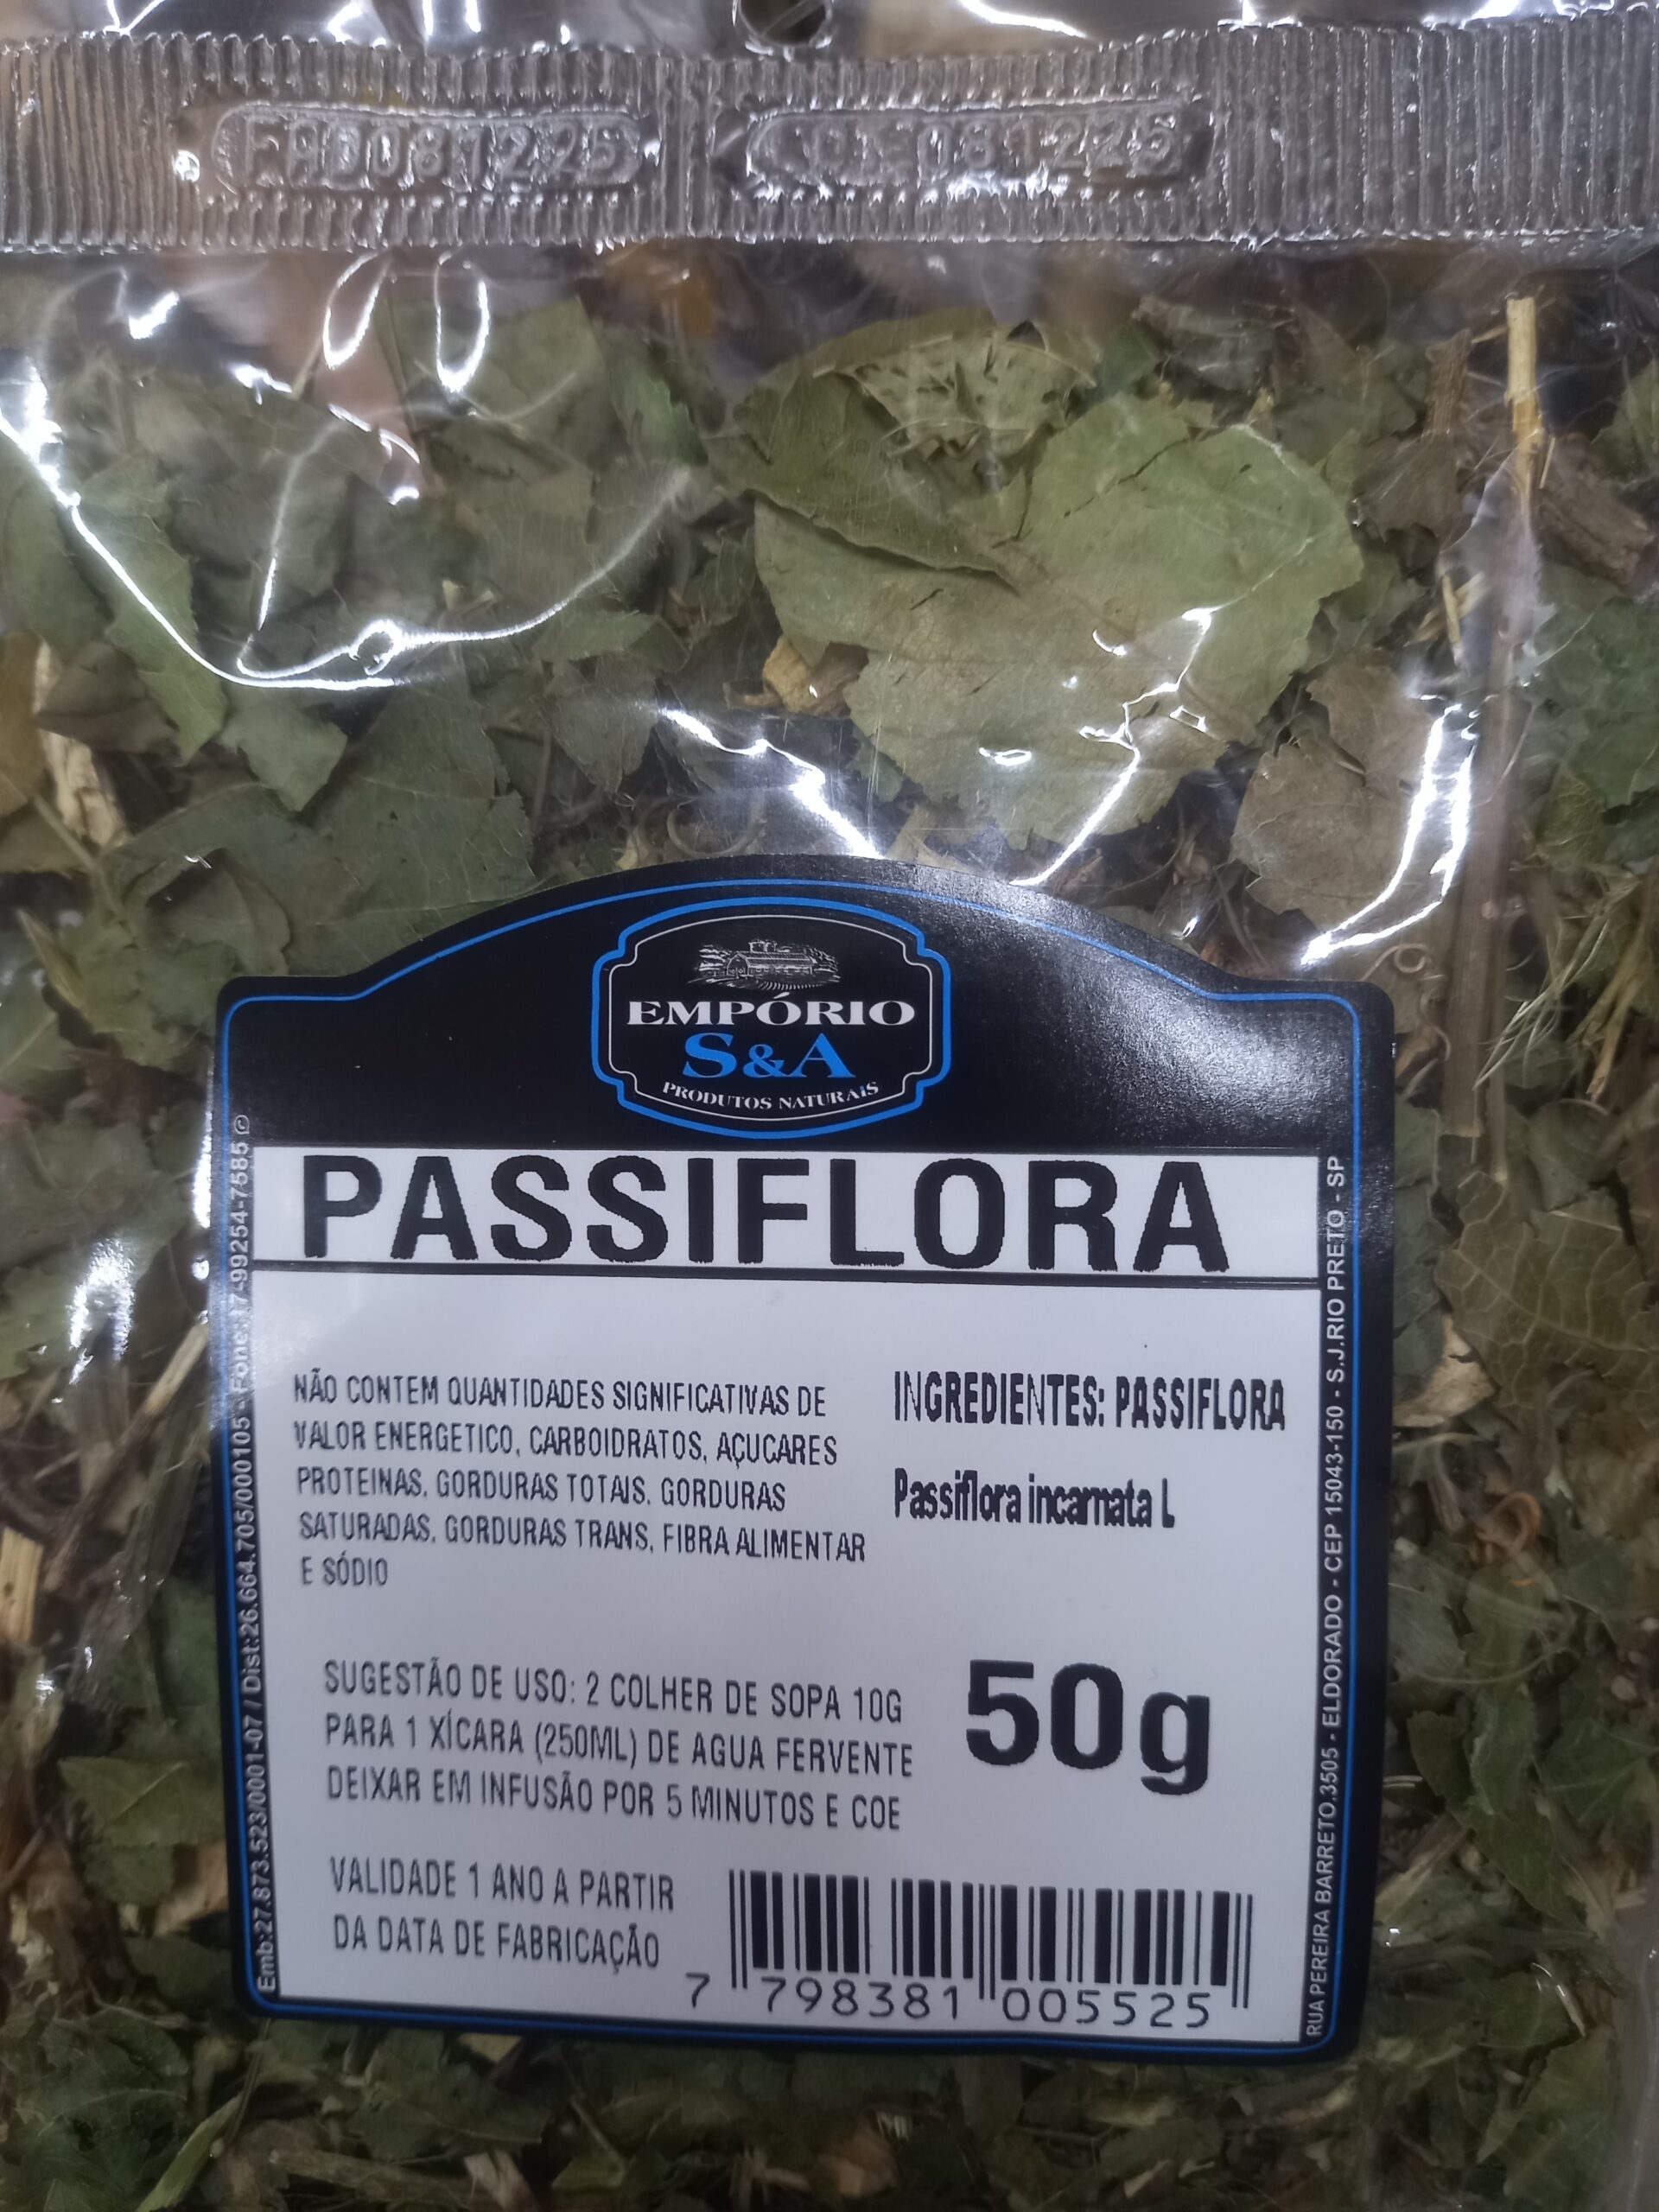 FAB081225
081225
EMPÓRIO
S&A
PRODUTOS NATURAIS
PASSIFLORA
NÃO CONTEM QUANTIDADES SIGNIFICATIVAS DE
VALOR ENERGETICO, CARBOIDRATOS, AÇUCARES
PROTEINAS, GORDURAS TOTAIS, GORDURAS
SATURADAS, GORDURAS TRANS, FIBRA ALIMENTAR
E SÓDIO
INGREDIENTES: PASSIFLORA
Passiflora incarnata L
SUGESTÃO DE USO: 2 COLHER DE SOPA 10G
PARA 1 XÍCARA (250ML) DE AGUA FERVENTE
DEIXAR EM INFUSÃO POR 5 MINUTOS E COE
50g
VALIDADE 1 ANO A PARTIR
DA DATA DE FABRICAÇÃO
7 798381 005525
Emb:27.873.523/0001-07 / Dist:26.664.705/000105 - Fone:17-99254-7585
RUA PEREIRA BARRETO,3505 - ELDORADO - CEP 15043-150 - S.J.RIO PRETO - SP